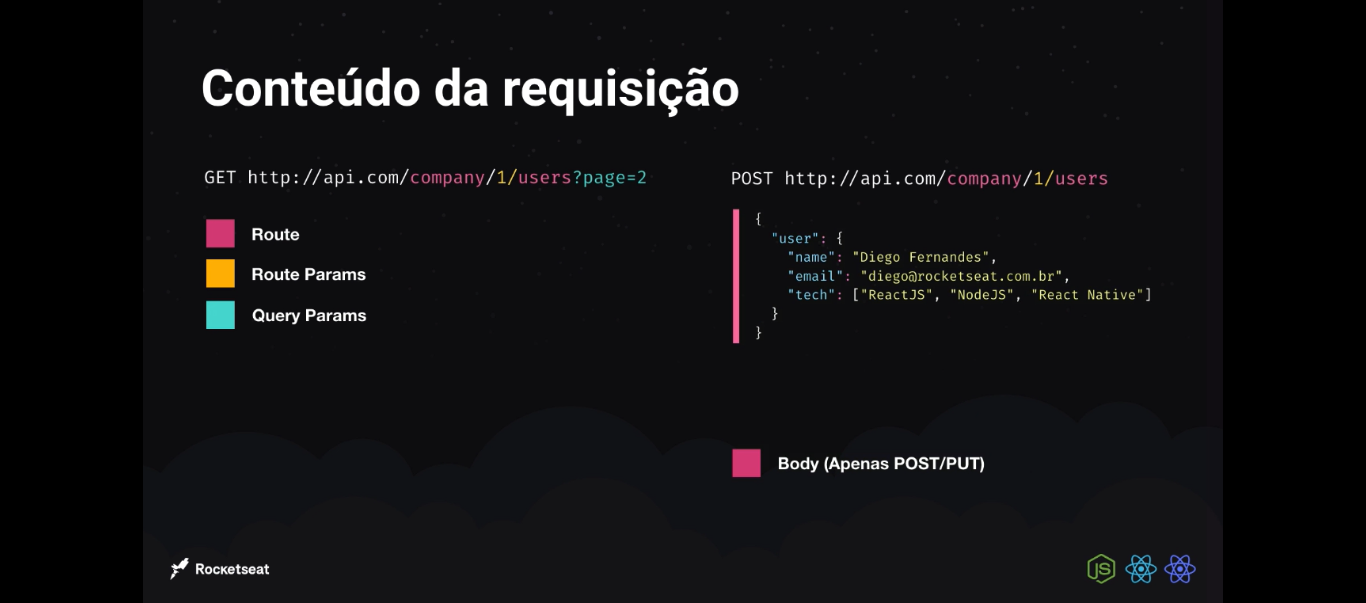 Conteúdo da requisição
GET http://api.com/company/1/users?page=2
Route
Route Params
Query Params
POST http://api.com/company/1/users
{
"user": {
"name": "Diego Fernandes",
"email": "diego@rocketseat.com.br",
"tech": ["ReactJS", "NodeJS", "React Native"]
}
}
Body (Apenas POST/PUT)
Rocketseat
JS